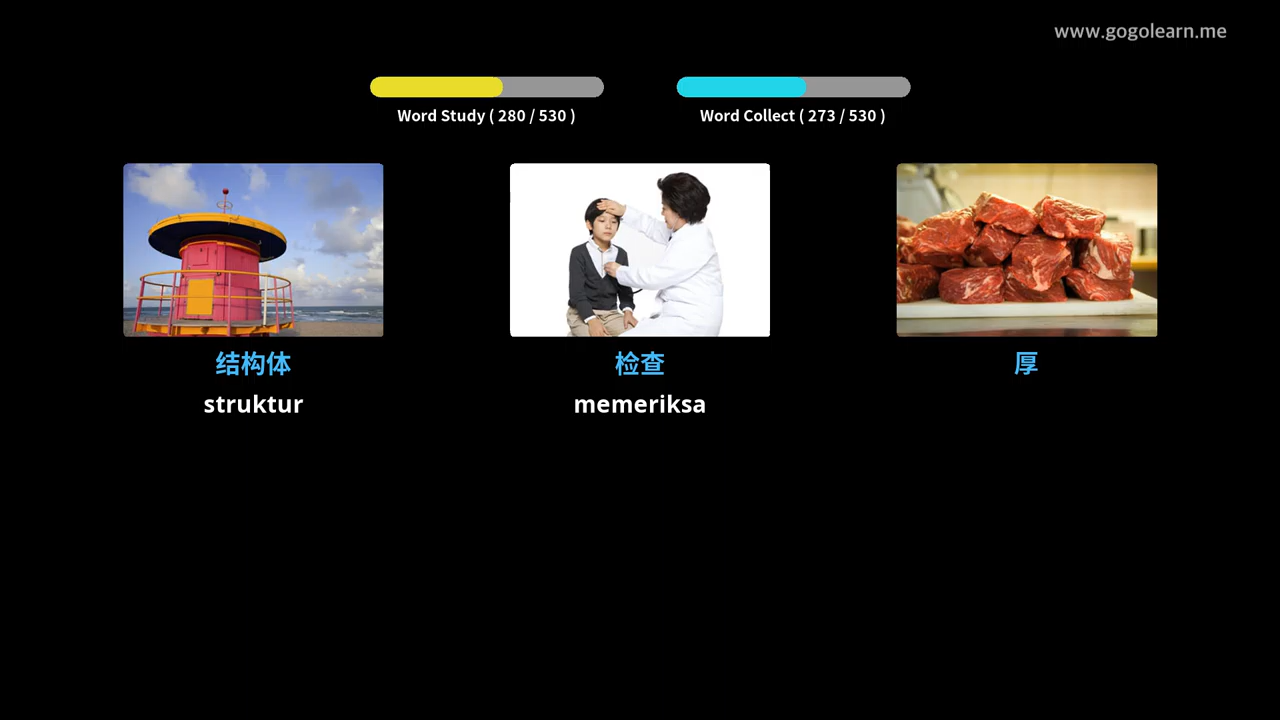 www.gogolearn.me
Word Study ( 280 / 530 )
Word Collect ( 273 / 530 )
结构体
检查
厚
struktur
memeriksa